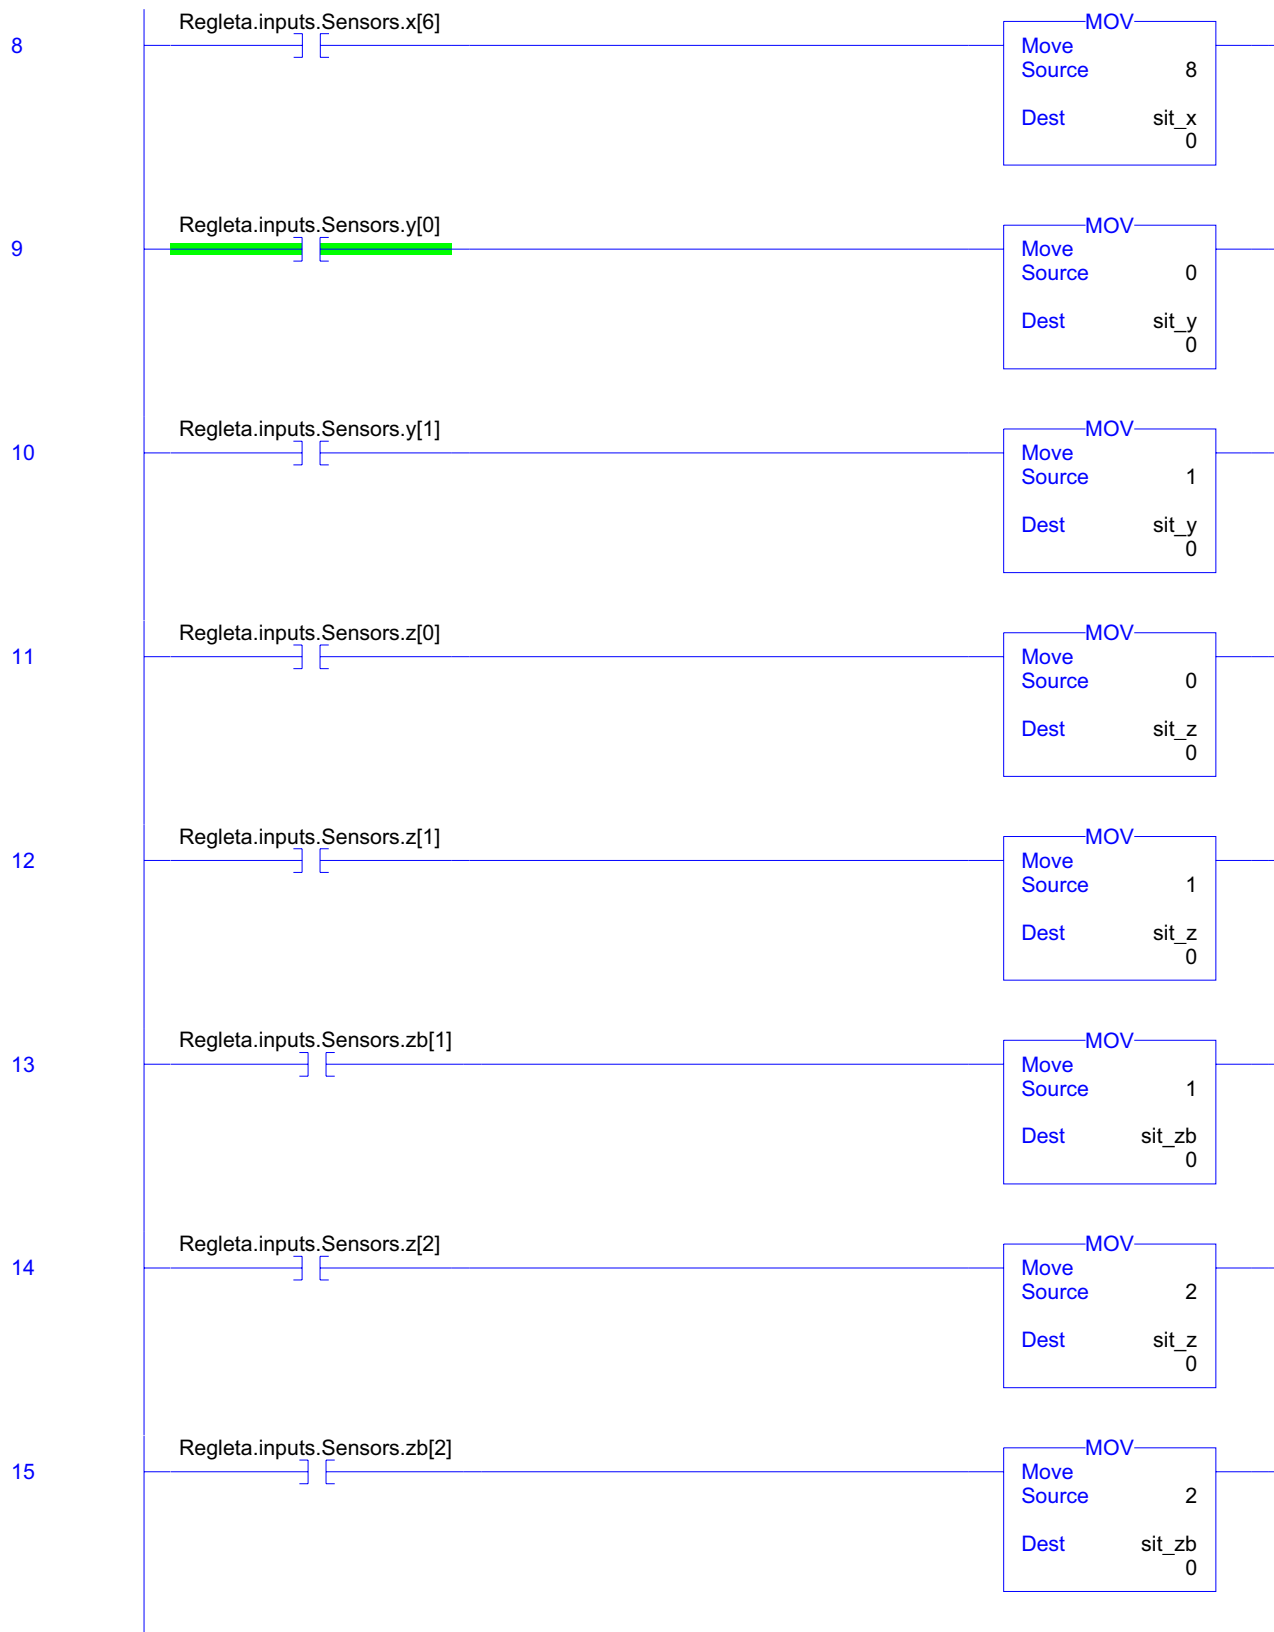 Regleta.inputs.Sensors.x[6]
MOV
8
Move
Source 8
Dest sit_x
0
Regleta.inputs.Sensors.y[0]
MOV
9
Move
Source 0
Dest sit_y
0
Regleta.inputs.Sensors.y[1]
MOV
10
Move
Source 1
Dest sit_y
0
Regleta.inputs.Sensors.z[0]
MOV
11
Move
Source 0
Dest sit_z
0
Regleta.inputs.Sensors.z[1]
MOV
12
Move
Source 1
Dest sit_z
0
Regleta.inputs.Sensors.zb[1]
MOV
13
Move
Source 1
Dest sit_zb
0
Regleta.inputs.Sensors.z[2]
MOV
14
Move
Source 2
Dest sit_z
0
Regleta.inputs.Sensors.zb[2]
MOV
15
Move
Source 2
Dest sit_zb
0